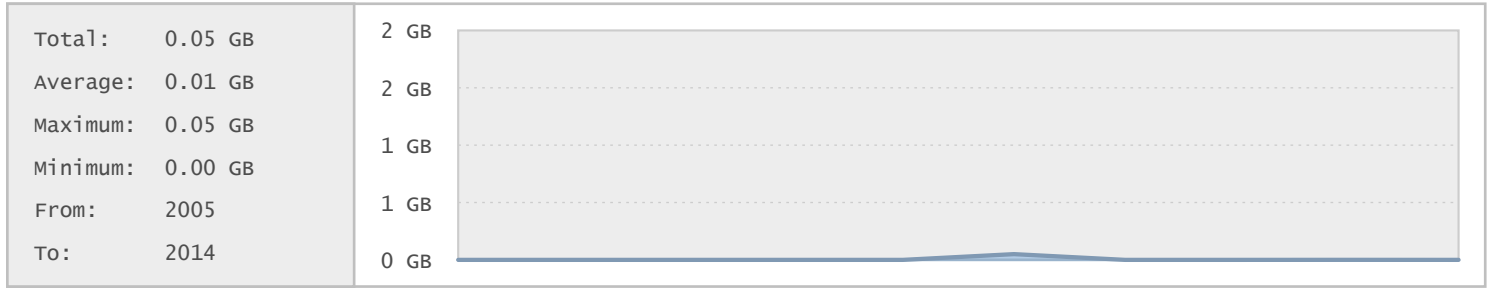 Total: 0.05 GB
Average: 0.01 GB
Maximum: 0.05 GB
Minimum: 0.00 GB
From: 2005
To: 2014
2 GB
2 GB
1 GB
1 GB
0 GB